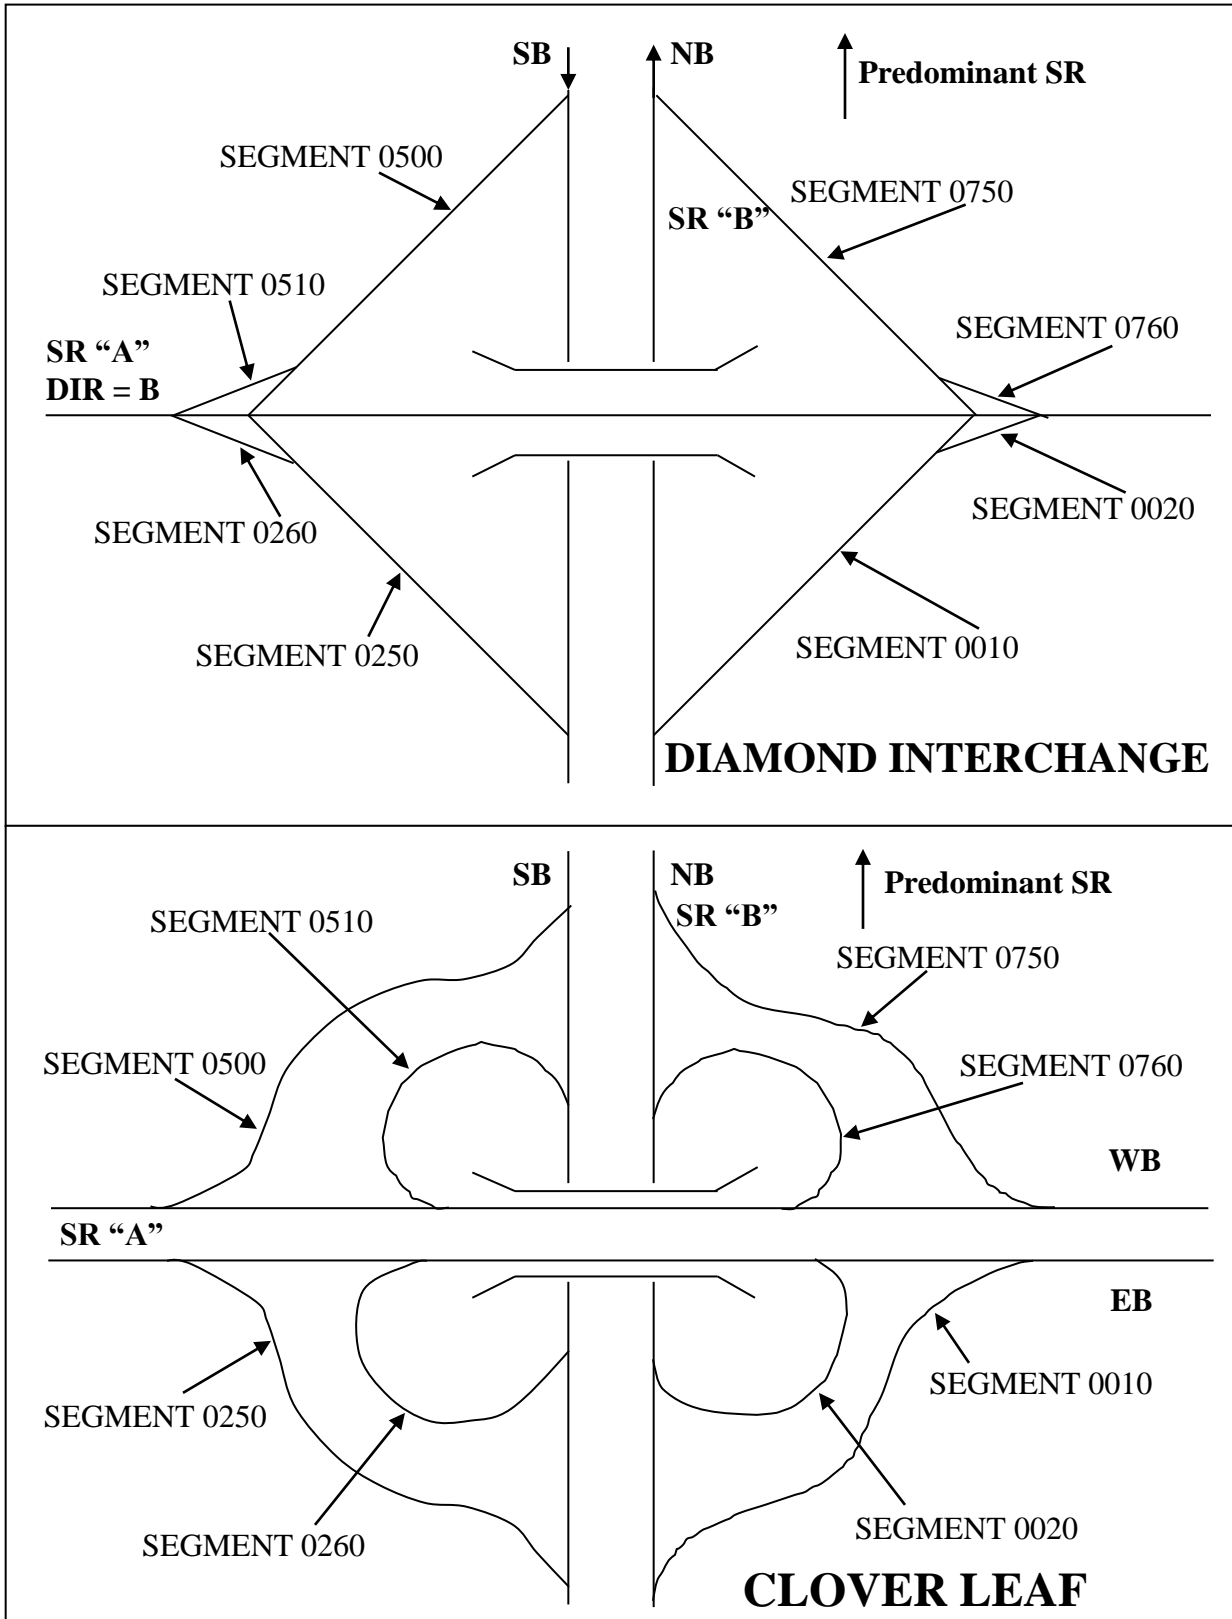 SB
NB
Predominant SR
SEGMENT 0500
SEGMENT 0750
SR “B”
SEGMENT 0510
SEGMENT 0760
SR “A”
DIR = B
SEGMENT 0020
SEGMENT 0260
SEGMENT 0250
SEGMENT 0010
DIAMOND INTERCHANGE
SB
NB
Predominant SR
SR “B”
SEGMENT 0510
SEGMENT 0750
SEGMENT 0500
SEGMENT 0760
WB
SR “A”
EB
SEGMENT 0010
SEGMENT 0250
SEGMENT 0020
SEGMENT 0260
CLOVER LEAF